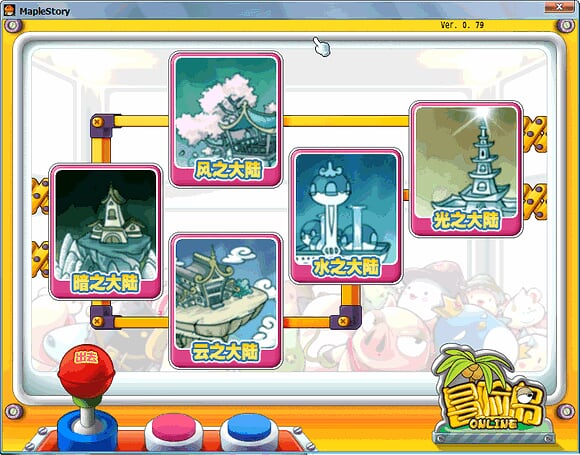 MapleStory
Ver. 0. 79
风之大陆
光之大陆
水之大陆
暗之大陆
云之大陆
出去
冒险岛
ONLINE